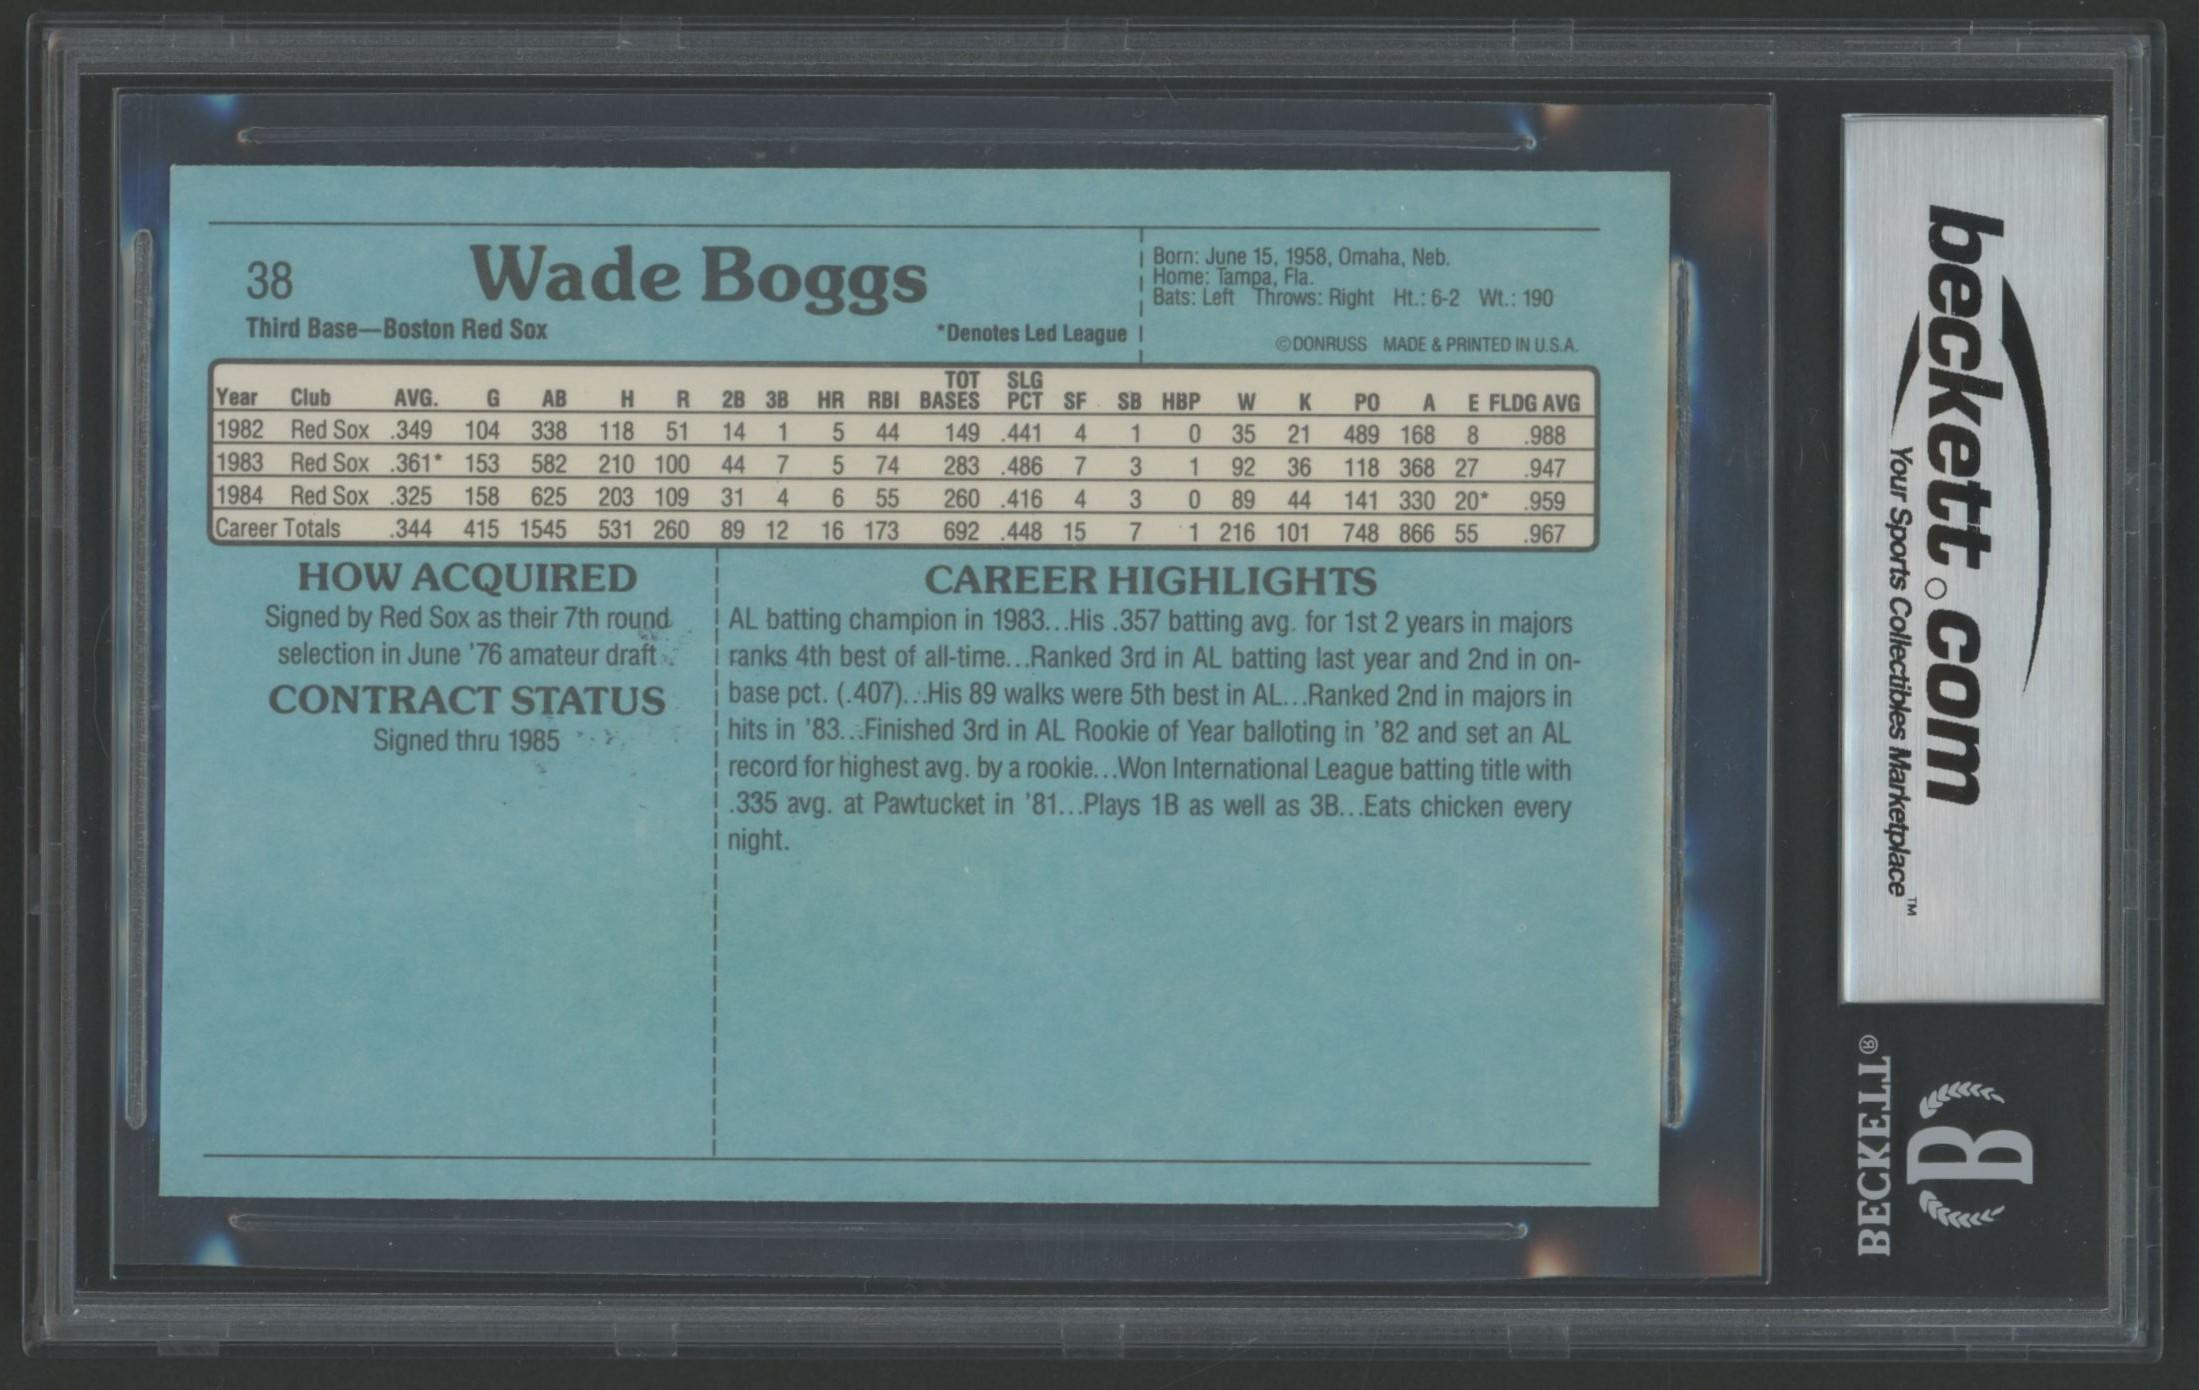 38
Wade Boggs
Third Base—Boston Red Sox
*Denotes Led League
Born: June 15, 1958, Omaha, Neb.
Home: Tampa, Fla.
Bats: Left Throws: Right Ht.: 6-2 Wt.: 190
©DONRUSS MADE & PRINTED IN U.S.A.
Year Club AVG. G AB H R 2B 3B HR RBI TOT BASES SLG PCT SF SB HBP W K PO A E FLDG AVG
1982 Red Sox .349 104 338 118 51 14 1 5 44 149 .441 4 1 0 35 21 489 168 8 .988
1983 Red Sox .361* 153 582 210 100 44 7 5 74 283 .486 7 3 1 92 36 118 368 27 .947
1984 Red Sox .325 158 625 203 109 31 4 6 55 260 .416 4 3 0 89 44 141 330 20* .959
Career Totals .344 415 1545 531 260 89 12 16 173 692 .448 15 7 1 216 101 748 866 55 .967
HOW ACQUIRED
Signed by Red Sox as their 7th round
selection in June '76 amateur draft
CONTRACT STATUS
Signed thru 1985
CAREER HIGHLIGHTS
AL batting champion in 1983...His .357 batting avg. for 1st 2 years in majors
ranks 4th best of all-time...Ranked 3rd in AL batting last year and 2nd in on-
base pct. (.407)...His 89 walks were 5th best in AL...Ranked 2nd in majors in
hits in '83...Finished 3rd in AL Rookie of Year balloting in '82 and set an AL
record for highest avg. by a rookie...Won International League batting title with
.335 avg. at Pawtucket in '81...Plays 1B as well as 3B...Eats chicken every
night.
beckett.com
Your Sports Collectibles Marketplace™
BECKETT®
B